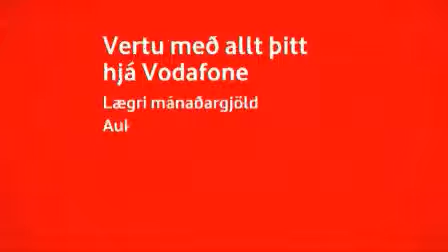 Vertu með allt þitt
hjá Vodafone
Lægri mánaðargjöld